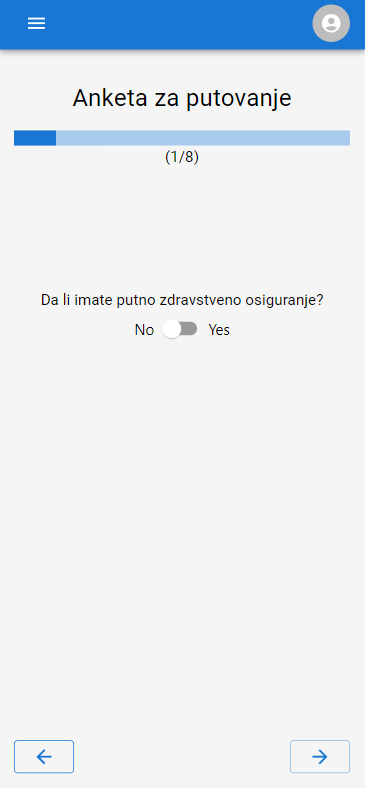 Anketa za putovanje
(1/8)
Da li imate putno zdravstveno osiguranje?
No Yes